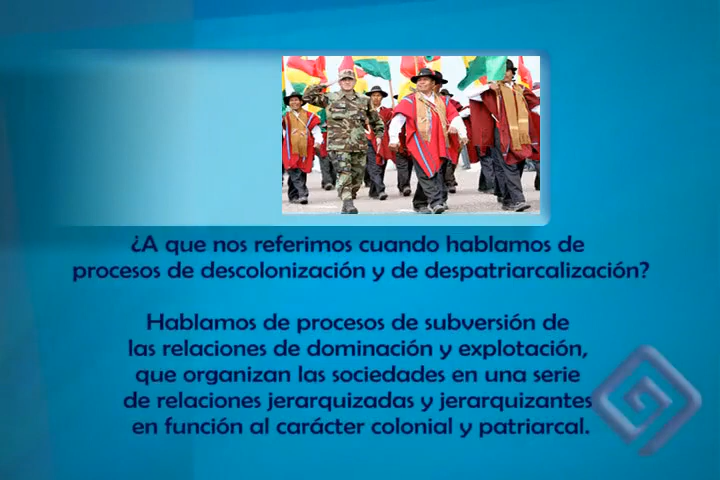 ¿A que nos referimos cuando hablamos de
procesos de descolonización y de despatriarcalización?
Hablamos de procesos de subversión de
las relaciones de dominación y explotación,
que organizan las sociedades en una serie
de relaciones jerarquizadas y jerarquizantes
en función al carácter colonial y patriarcal.